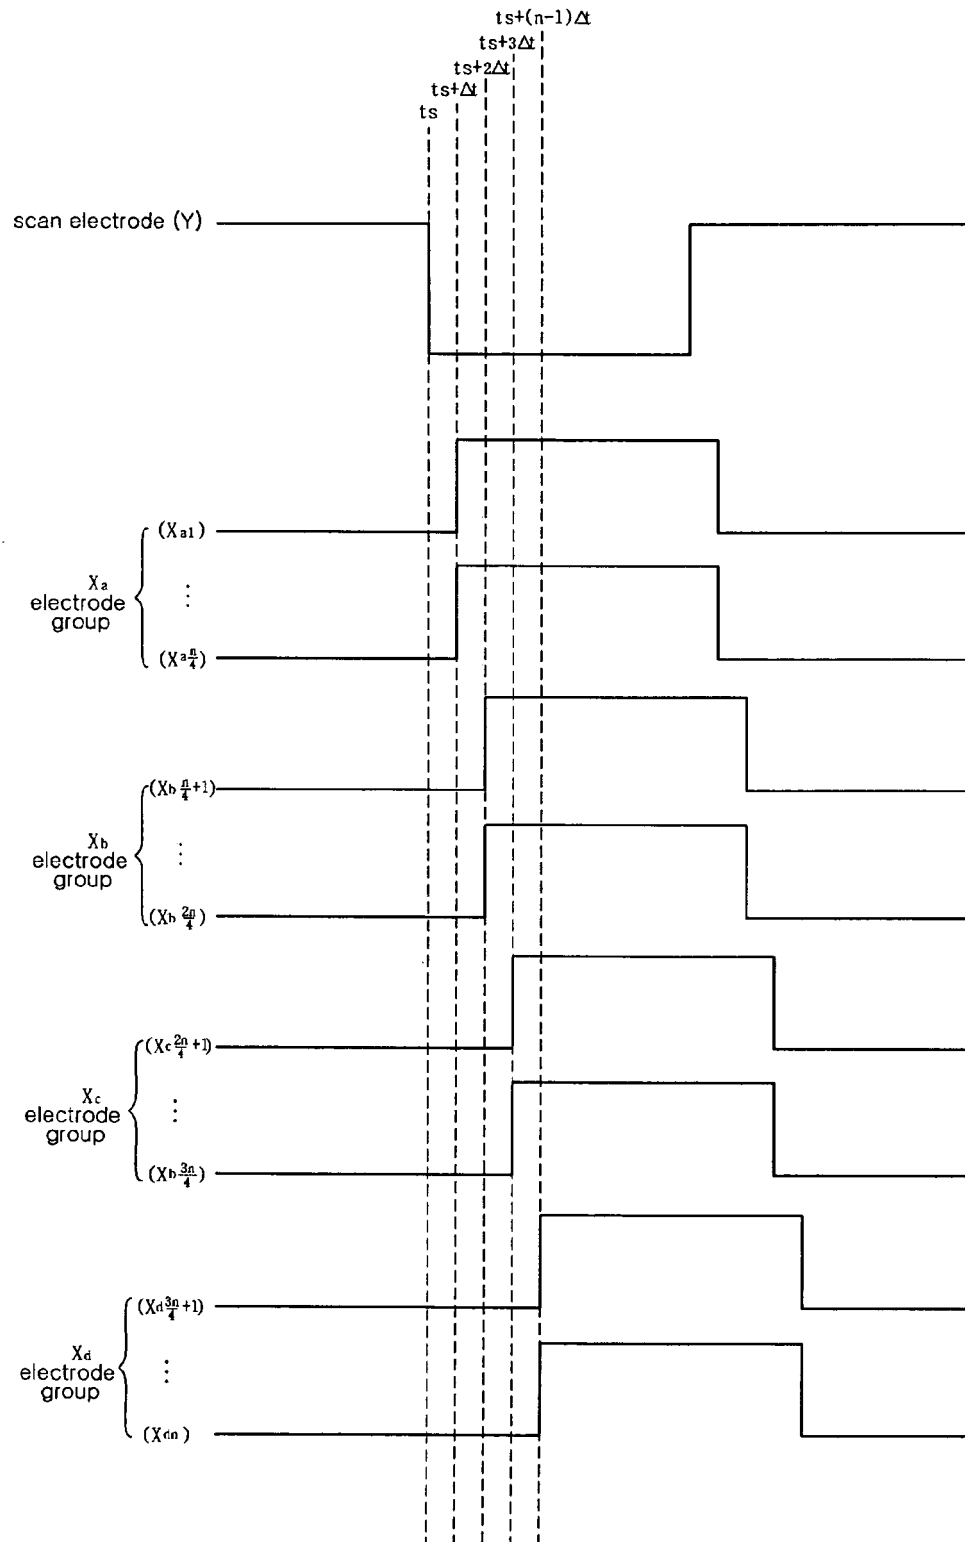 ts+(n-1)Δt
ts+3Δt
ts+2Δt
ts+Δt
ts
scan electrode (Y)
(Xa1)
Xa
electrode
group
⋮
(Xa n/4)
(Xb n/4+1)
Xb
electrode
group
⋮
(Xb 2n/4)
(Xc 2n/4+1)
Xc
electrode
group
⋮
(Xb 3n/4)
(Xd 3n/4+1)
Xd
electrode
group
⋮
(Xdn)